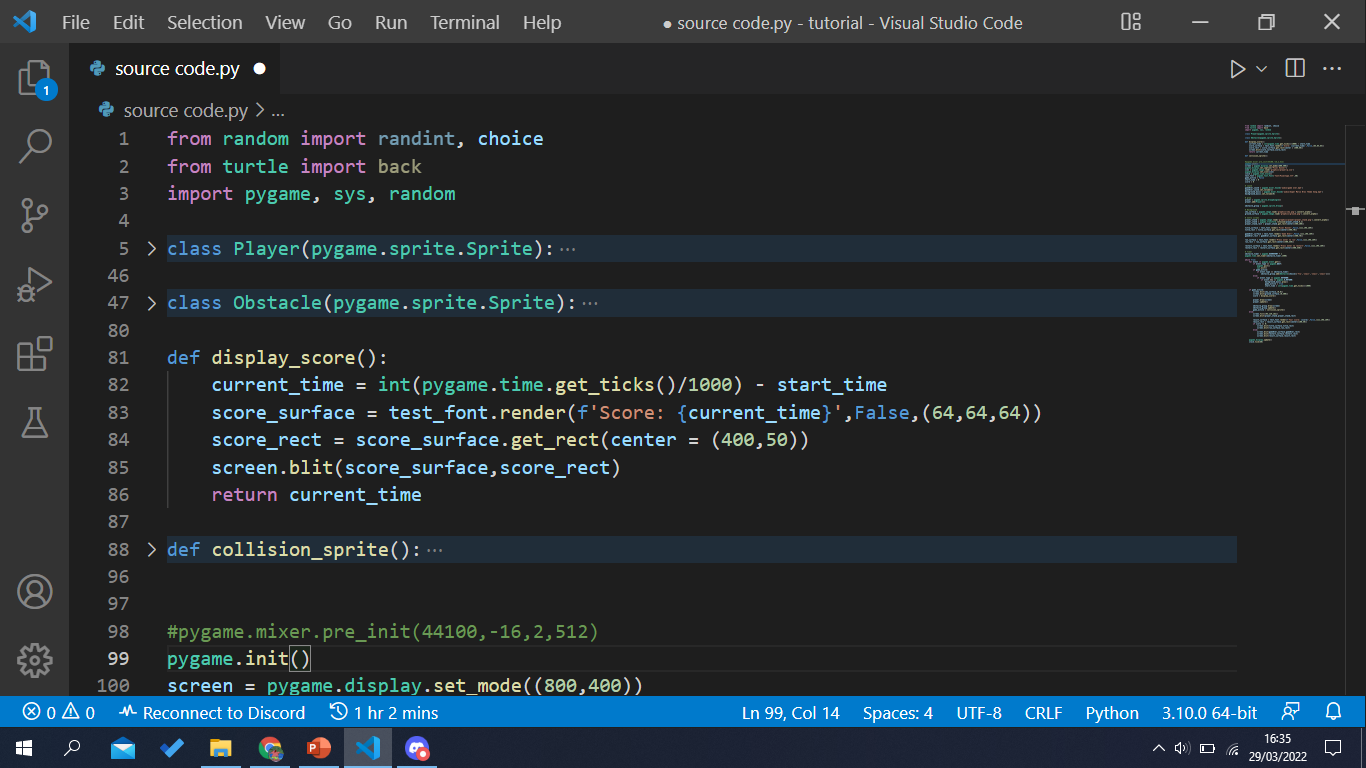 File Edit Selection View Go Run Terminal Help ● source code.py - tutorial - Visual Studio Code
source code.py
1
source code.py > ...
1 from random import randint, choice
2 from turtle import back
3 import pygame, sys, random
4
5 class Player(pygame.sprite.Sprite):···
46
47 class Obstacle(pygame.sprite.Sprite):···
80
81 def display_score():
82 current_time = int(pygame.time.get_ticks()/1000) - start_time
83 score_surface = test_font.render(f'Score: {current_time}',False,(64,64,64))
84 score_rect = score_surface.get_rect(center = (400,50))
85 screen.blit(score_surface,score_rect)
86 return current_time
87
88 def collision_sprite():···
96
97
98 #pygame.mixer.pre_init(44100,-16,2,512)
99 pygame.init()
100 screen = pygame.display.set_mode((800,400))
0 0 Reconnect to Discord 1 hr 2 mins Ln 99, Col 14 Spaces: 4 UTF-8 CRLF Python 3.10.0 64-bit
16:35
29/03/2022